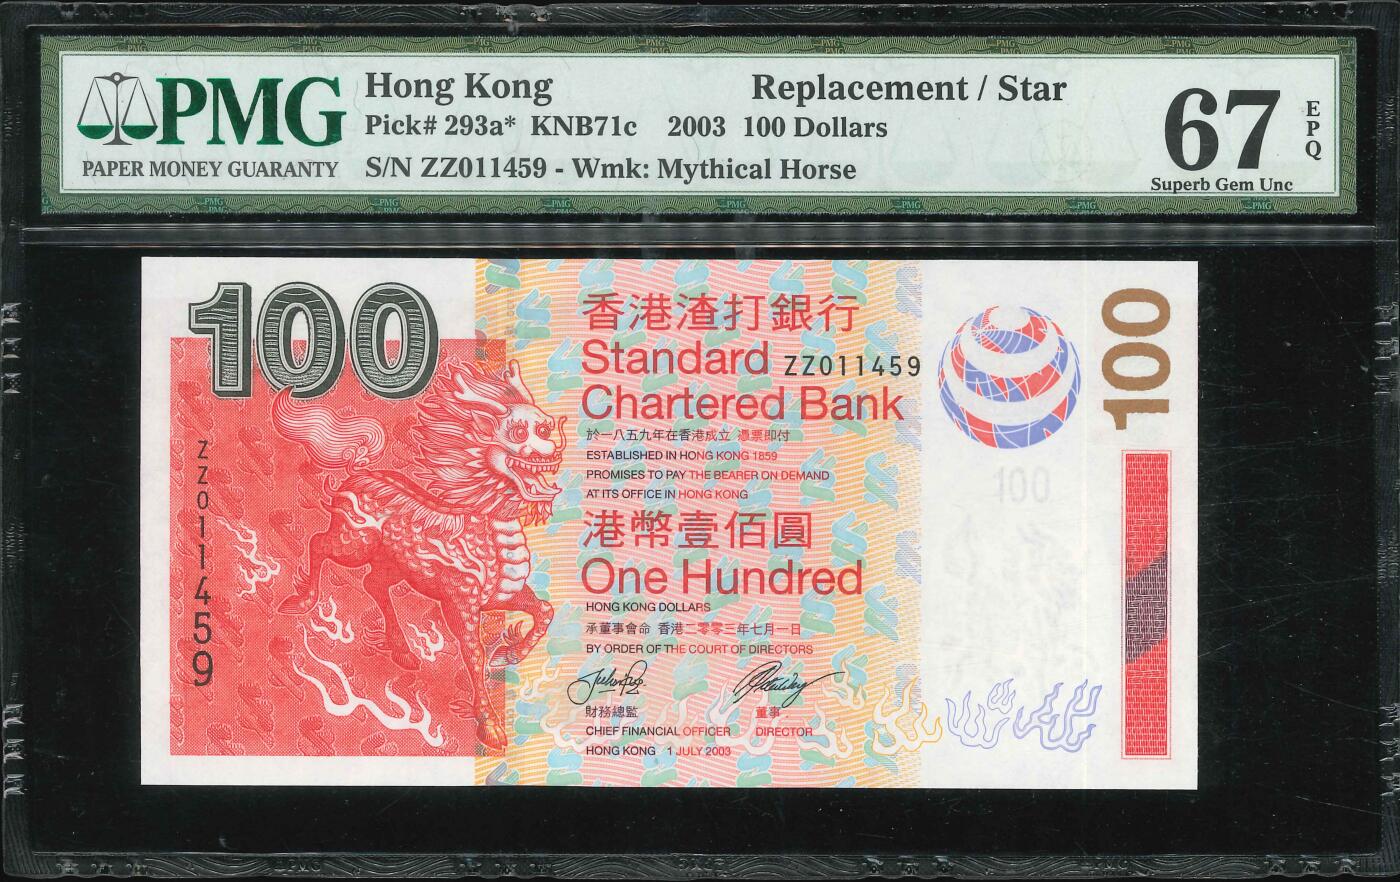 PMG
PAPER MONEY GUARANTY
Hong Kong
Replacement / Star
Pick# 293a* KNB71c 2003 100 Dollars
S/N ZZ011459 - Wmk: Mythical Horse
67
EPQ
Superb Gem Unc
100
香港渣打銀行
Standard
ZZ011459
Chartered Bank
於一八五九年在香港成立 憑票即付
ESTABLISHED IN HONG KONG 1859
PROMISES TO PAY THE BEARER ON DEMAND
AT ITS OFFICE IN HONG KONG
港幣壹佰圓
One Hundred
HONG KONG DOLLARS
承董事會命 香港二零零三年七月一日
BY ORDER OF THE COURT OF DIRECTORS
財務總監
董事
CHIEF FINANCIAL OFFICER
DIRECTOR
HONG KONG 1 JULY 2003
ZZ011459
100
100